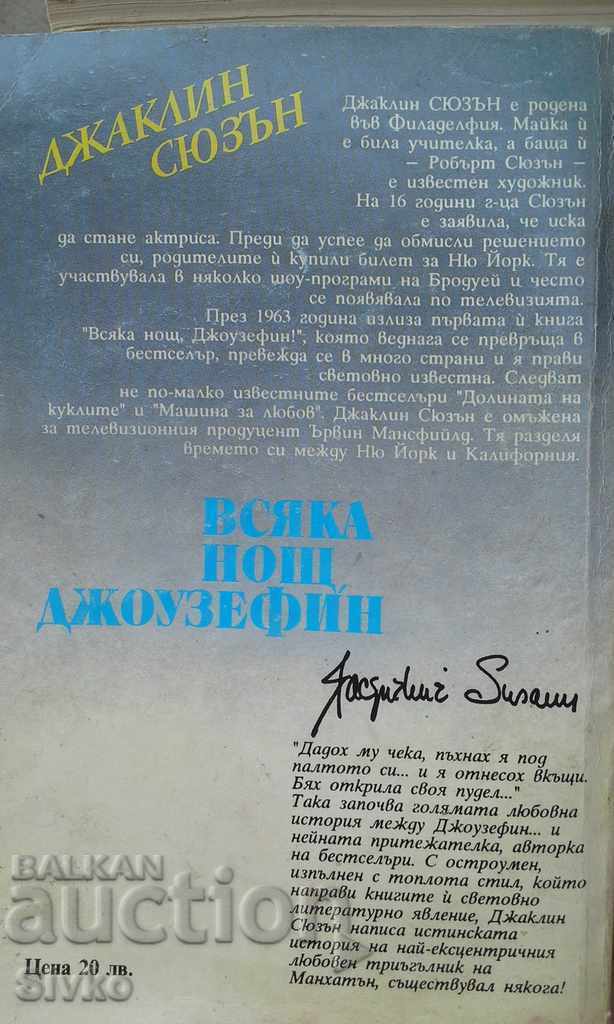 ДЖАКЛИН
СЮЗЪН
Джаклин СЮЗЪН е родена
във Филаделфия. Майка ѝ
е била учителка, а баща ѝ
– Робърт Сюзън –
е известен художник.
На 16 години г-ца Сюзън
е заявила, че иска
да стане актриса. Преди да успее да обмисли решението
си, родителите ѝ купили билет за Ню Йорк. Тя е
участвувала в няколко шоу-програми на Бродуей и често
се появявала по телевизията.
През 1963 година излиза първата ѝ книга
"Всяка нощ, Джоузефин!", която веднага се превръща в
бестселър, превежда се в много страни и я прави
световно известна. Следват
не по-малко известните бестселъри "Долината на
куклите" и "Машина за любов". Джаклин Сюзън е омъжена
за телевизионния продуцент Ървин Мансфийлд. Тя разделя
времето си между Ню Йорк и Калифорния.
ВСЯКА
НОЩ,
ДЖОУЗЕФИН
Jacqueline Susann
"Дадох му чека, пъхнах я под
палтото си... и я отнесох вкъщи.
Бях открила своя пудел..."
Така започва голямата любовна
история между Джоузефин... и
нейната притежателка, авторка
на бестселъри. С остроумен,
изпълнен с топлота стил, който
направи книгите ѝ световно
литературно явление, Джаклин
Сюзън написа истинската
история на най-ексцентричния
любовен триъгълник на
Манхатън, съществувал някога!
Цена 20 лв.
BALKAN
auction
Sivko